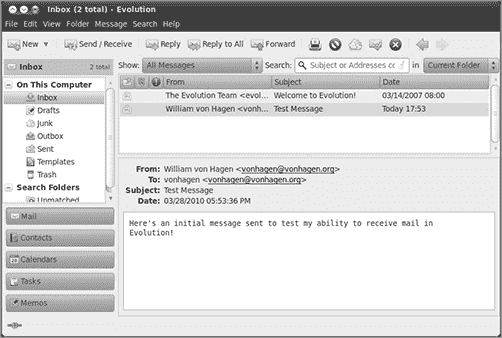 Inbox (2 total) - Evolution
File Edit View Folder Message Search Help
New Send / Receive Reply Reply to All Forward
Inbox 2 total Show: All Messages Search: Subject or Addresses cc in Current Folder
On This Computer
Inbox
Drafts
Junk
Outbox
Sent
Templates
Trash
Search Folders
Unmatched
Mail
Contacts
Calendars
Tasks
Memos
From Subject Date
The Evolution Team <evol... Welcome to Evolution! 03/14/2007 08:00
William von Hagen <vonh... Test Message Today 17:53
From: William von Hagen <vonhagen@vonhagen.org>
To: vonhagen <vonhagen@vonhagen.org>
Subject: Test Message
Date: 03/28/2010 05:53:36 PM
Here's an initial message sent to test my ability to receive mail in
Evolution!